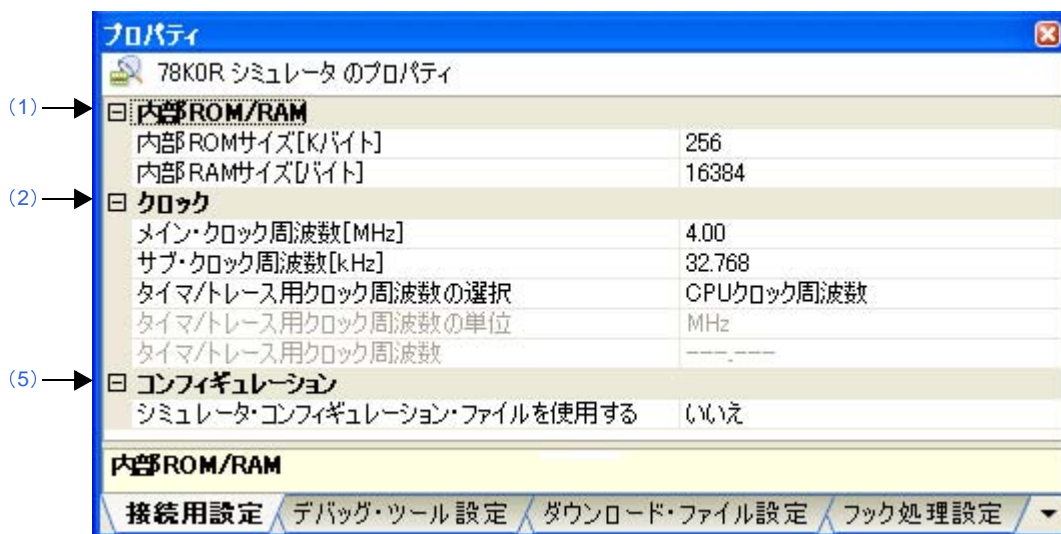 プロパティ
78K0R シミュレータ のプロパティ
(1) 内部ROM/RAM
内部ROMサイズ[Kバイト] 256
内部RAMサイズ[バイト] 16384
(2) クロック
メイン・クロック周波数[MHz] 4.00
サブ・クロック周波数[kHz] 32.768
タイマ/トレース用クロック周波数の選択 CPUクロック周波数
タイマ/トレース用クロック周波数の単位 MHz
タイマ/トレース用クロック周波数 ---.---
(5) コンフィギュレーション
シミュレータ・コンフィギュレーション・ファイルを使用する いいえ
内部ROM/RAM
接続用設定 デバッグ・ツール設定 ダウンロード・ファイル設定 フック処理設定